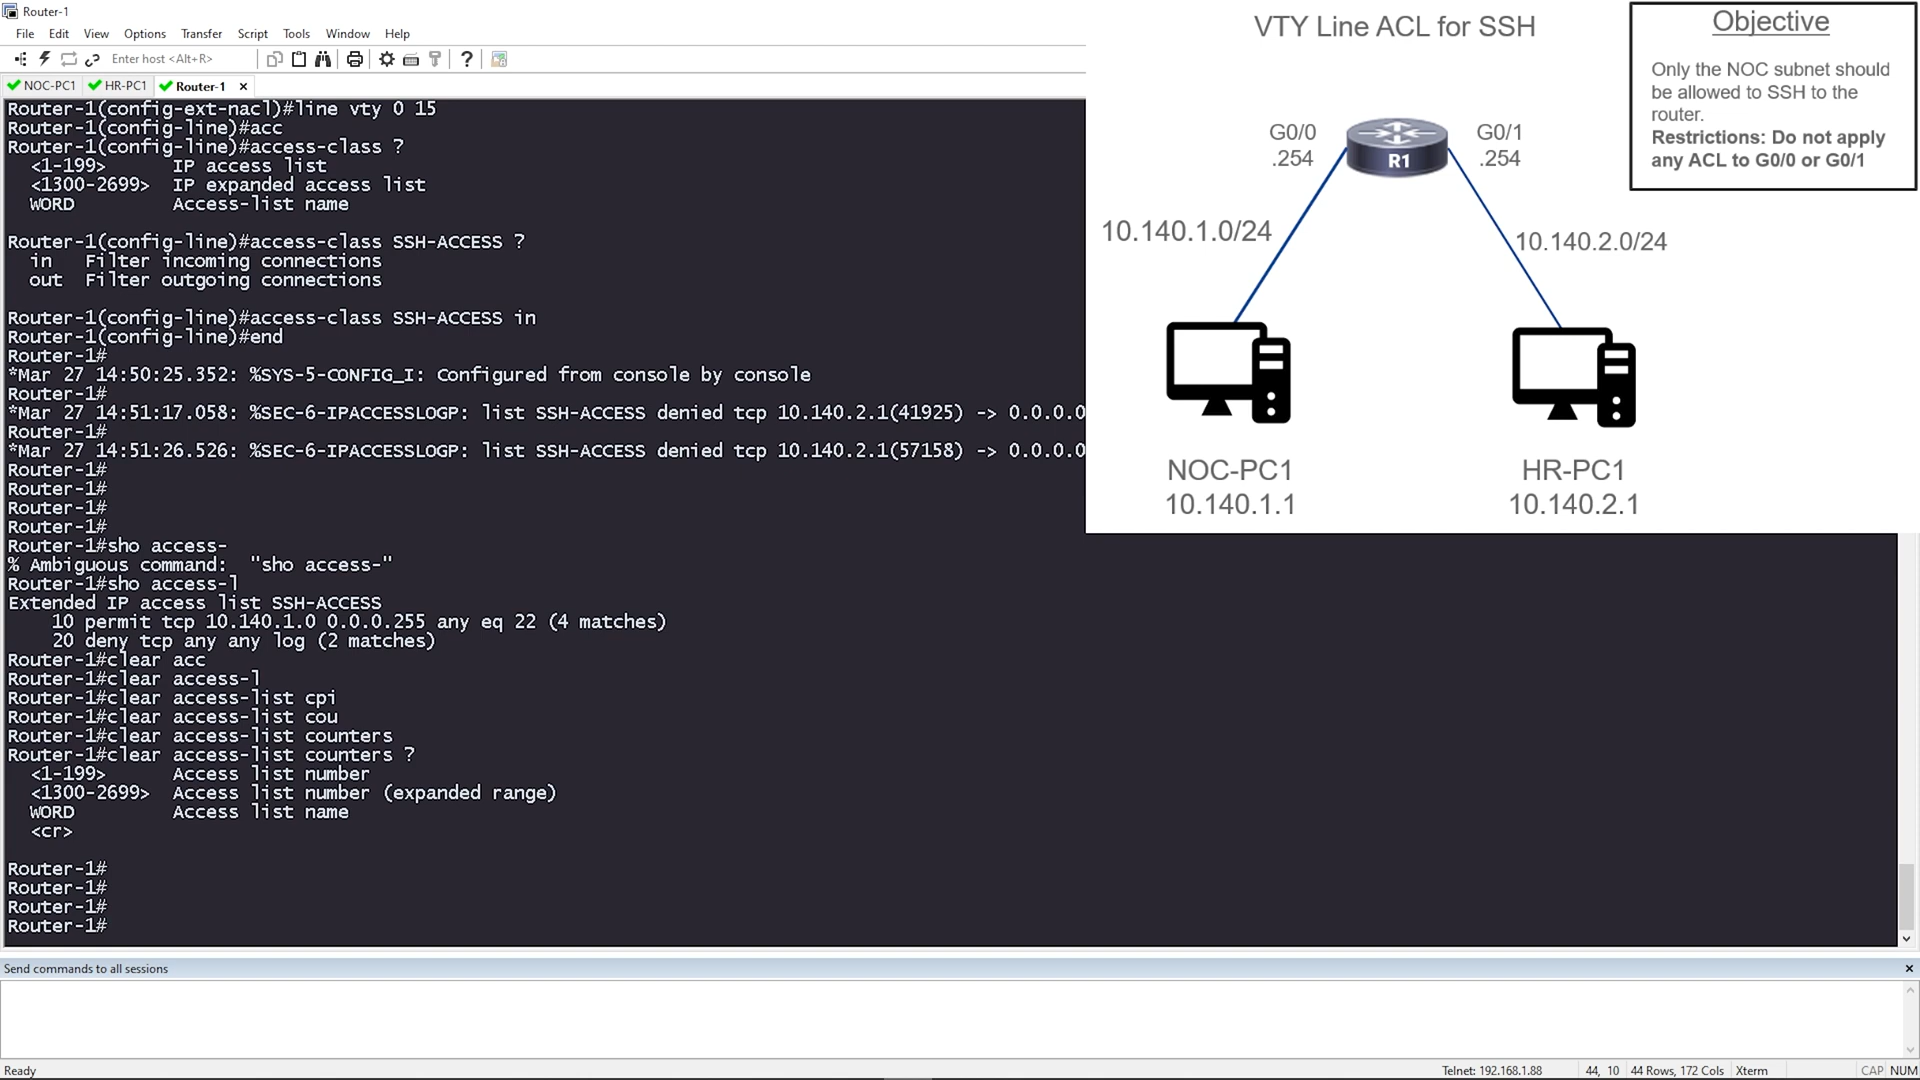 Router-1
File Edit View Options Transfer Script Tools Window Help
Enter host <Alt+R>
NOC-PC1 HR-PC1 Router-1
Router-1(config-ext-nacl)#line vty 0 15
Router-1(config-line)#acc
Router-1(config-line)#access-class ?
<1-199> IP access list
<1300-2699> IP expanded access list
WORD Access-list name
Router-1(config-line)#access-class SSH-ACCESS ?
in Filter incoming connections
out Filter outgoing connections
Router-1(config-line)#access-class SSH-ACCESS in
Router-1(config-line)#end
Router-1#
*Mar 27 14:50:25.352: %SYS-5-CONFIG_I: Configured from console by console
Router-1#
*Mar 27 14:51:17.058: %SEC-6-IPACCESSLOGP: list SSH-ACCESS denied tcp 10.140.2.1(41925) -> 0.0.0.0
Router-1#
*Mar 27 14:51:26.526: %SEC-6-IPACCESSLOGP: list SSH-ACCESS denied tcp 10.140.2.1(57158) -> 0.0.0.0
Router-1#
Router-1#
Router-1#
Router-1#
Router-1#sho access-
% Ambiguous command: "sho access-"
Router-1#sho access-l
Extended IP access list SSH-ACCESS
10 permit tcp 10.140.1.0 0.0.0.255 any eq 22 (4 matches)
20 deny tcp any any log (2 matches)
Router-1#clear acc
Router-1#clear access-l
Router-1#clear access-list cpi
Router-1#clear access-list cou
Router-1#clear access-list counters
Router-1#clear access-list counters ?
<1-199> Access list number
<1300-2699> Access list number (expanded range)
WORD Access list name
<cr>
Router-1#
Router-1#
Router-1#
Router-1#
VTY Line ACL for SSH
Objective
Only the NOC subnet should
be allowed to SSH to the
router.
Restrictions: Do not apply
any ACL to G0/0 or G0/1
G0/0
.254
R1
G0/1
.254
10.140.1.0/24
10.140.2.0/24
NOC-PC1
10.140.1.1
HR-PC1
10.140.2.1
Send commands to all sessions
Ready
Telnet: 192.168.1.88 44, 10 44 Rows, 172 Cols Xterm CAP NUM